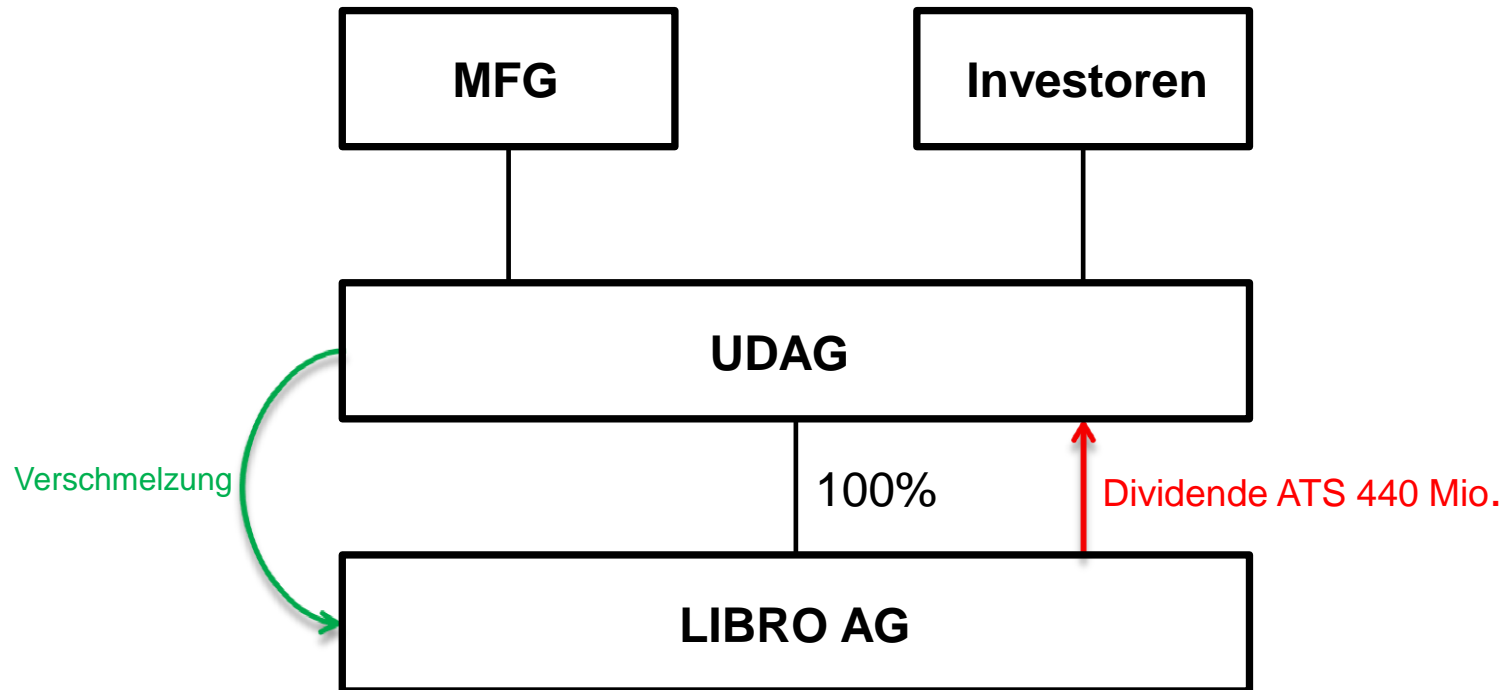 MFG
Investoren
UDAG
Verschmelzung
100%
Dividende ATS 440 Mio.
LIBRO AG